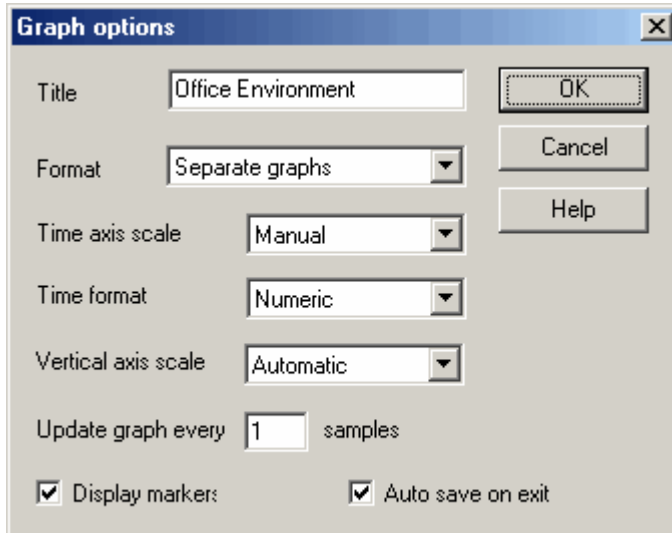 Graph options
Title Office Environment OK
Cancel
Format Separate graphs
Help
Time axis scale Manual
Time format Numeric
Vertical axis scale Automatic
Update graph every 1 samples
Display markers Auto save on exit